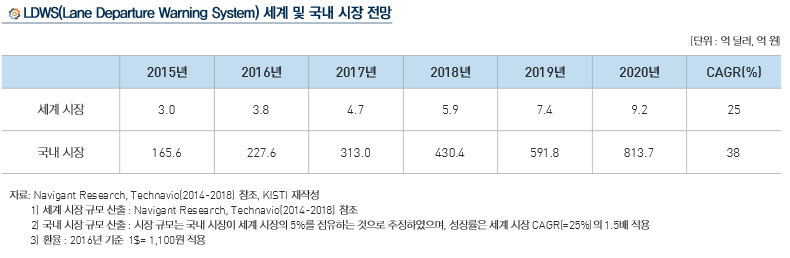 LDWS(Lane Departure Warning System) 세계 및 국내 시장 전망
(단위 : 억 달러, 억 원)
2015년 2016년 2017년 2018년 2019년 2020년 CAGR(%)
세계 시장 3.0 3.8 4.7 5.9 7.4 9.2 25
국내 시장 165.6 227.6 313.0 430.4 591.8 813.7 38
자료: Navigant Research, Technavio(2014-2018) 참조, KISTI 재작성
1) 세계 시장 규모 산출 : Navigant Research, Technavio(2014-2018) 참조
2) 국내 시장 규모 산출 : 시장 규모는 국내 시장이 세계 시장의 5%를 점유하는 것으로 추정하였으며, 성장률은 세계 시장 CAGR(=25%)의 1.5배 적용
3) 환율 : 2016년 기준 1$= 1,100원 적용